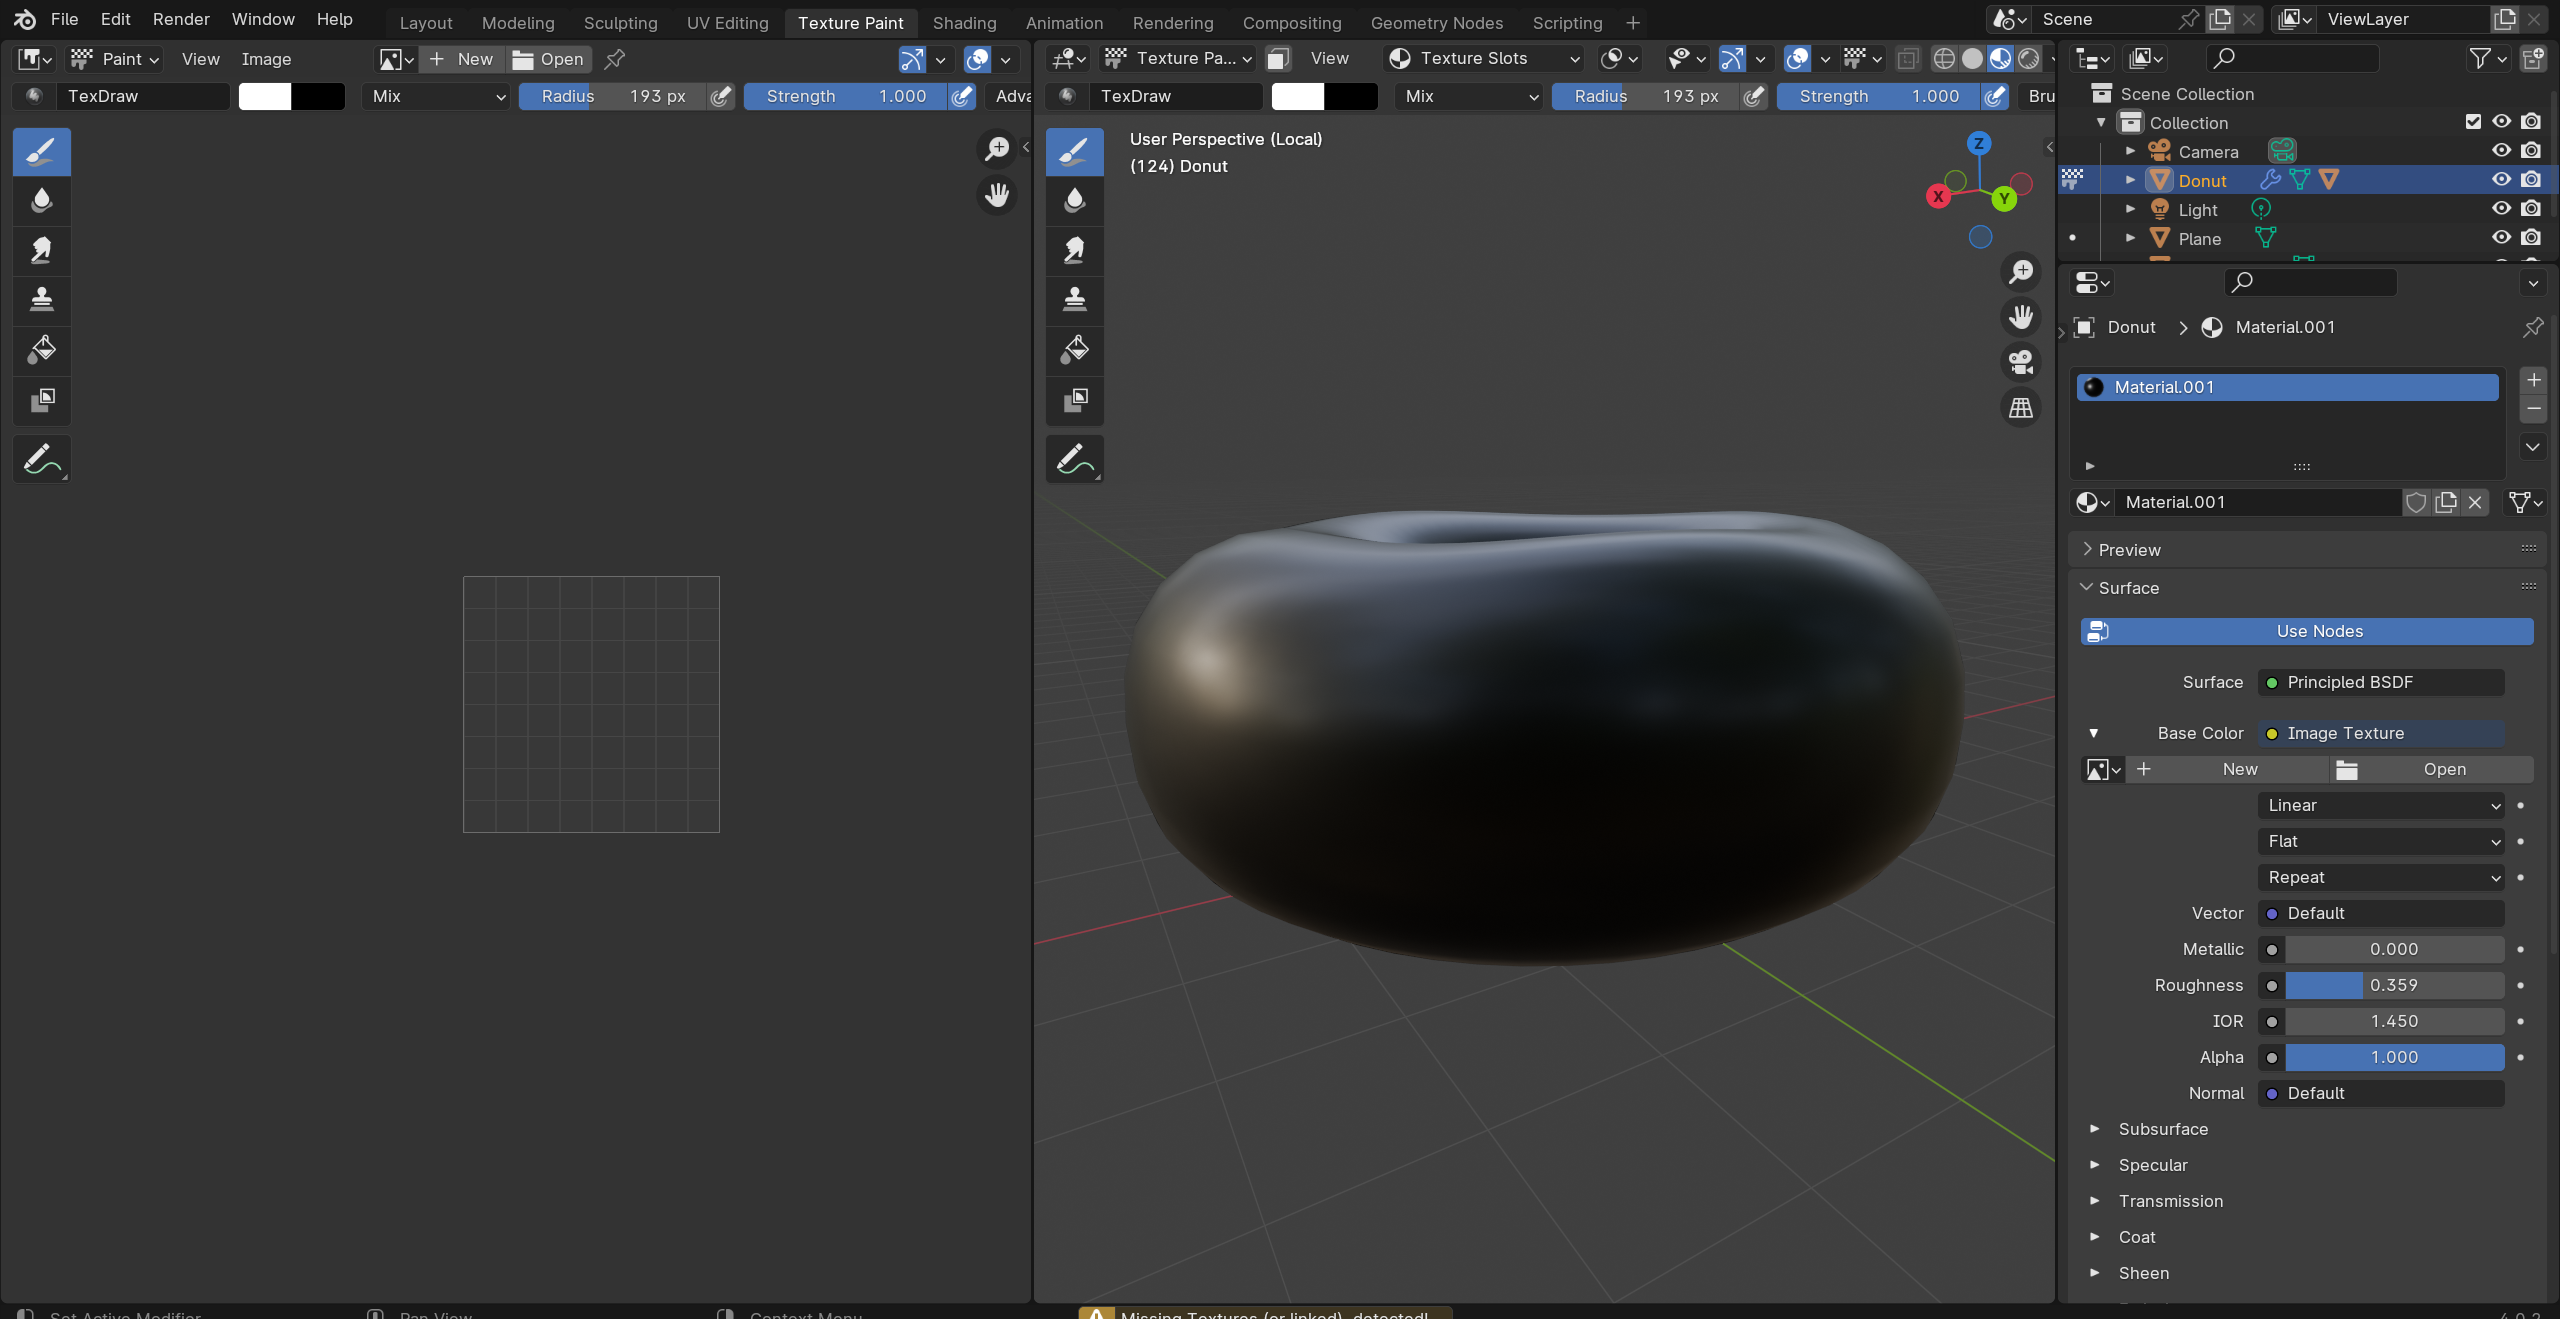 File Edit Render Window Help Layout Modeling Sculpting UV Editing Texture Paint Shading Animation Rendering Compositing Geometry Nodes Scripting Scene ViewLayer
Paint View Image New Open
TexDraw Mix Radius 193 px Strength 1.000 Adva
Texture Pa... View Texture Slots
TexDraw Mix Radius 193 px Strength 1.000 Bru
User Perspective (Local)
(124) Donut
Z
X
Y
Scene Collection
Collection
Camera
Donut
Light
Plane
Donut Material.001
Material.001
Material.001
Preview
Surface
Use Nodes
Surface Principled BSDF
Base Color Image Texture
New Open
Linear
Flat
Repeat
Vector Default
Metallic 0.000
Roughness 0.359
IOR 1.450
Alpha 1.000
Normal Default
Subsurface
Specular
Transmission
Coat
Sheen
Set Active Modifier Pan View Context Menu Missing Textures (or linked) detected! 4.0.2